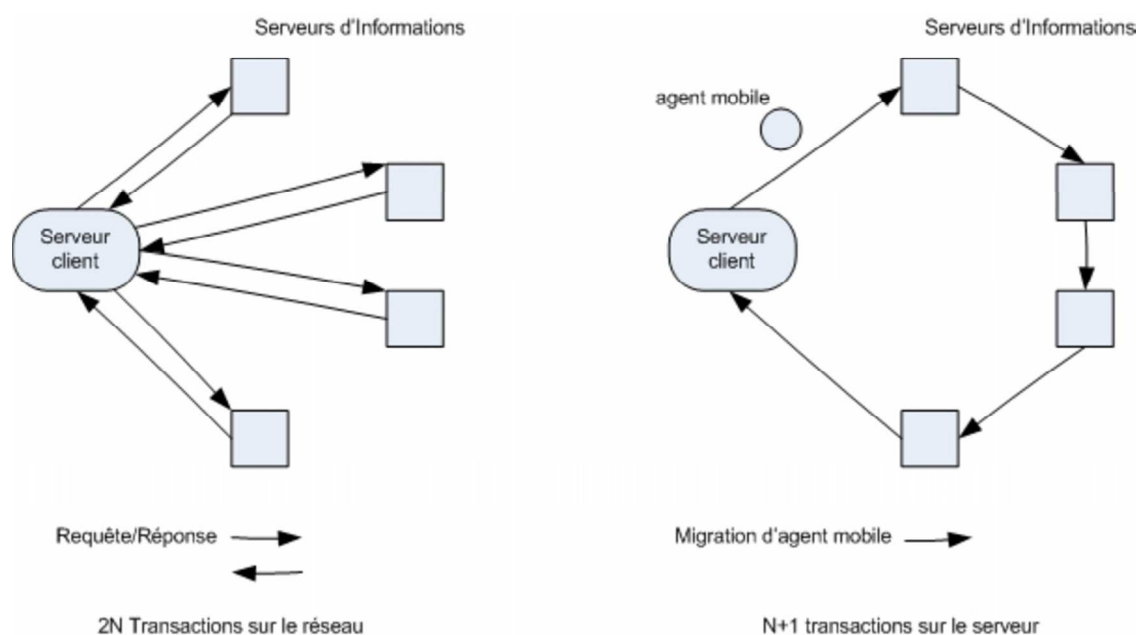 Serveurs d'Informations
Serveur
client
Requête/Réponse
2N Transactions sur le réseau
Serveurs d'Informations
agent mobile
Serveur
client
Migration d'agent mobile
N+1 transactions sur le serveur